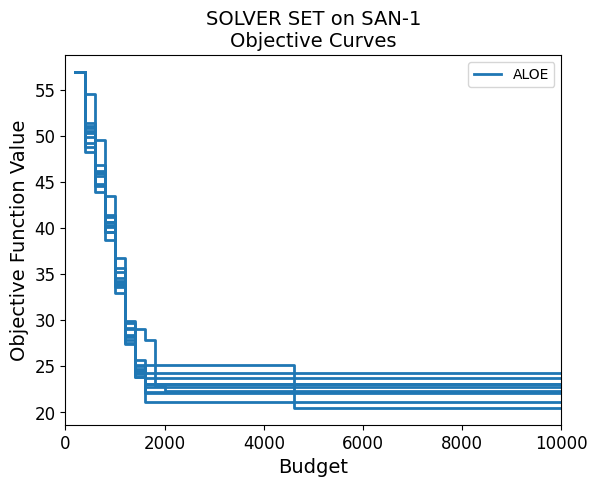 SOLVER SET on SAN-1
Objective Curves
ALOE
Objective Function Value
55
50
45
40
35
30
25
20
0 2000 4000 6000 8000 10000
Budget